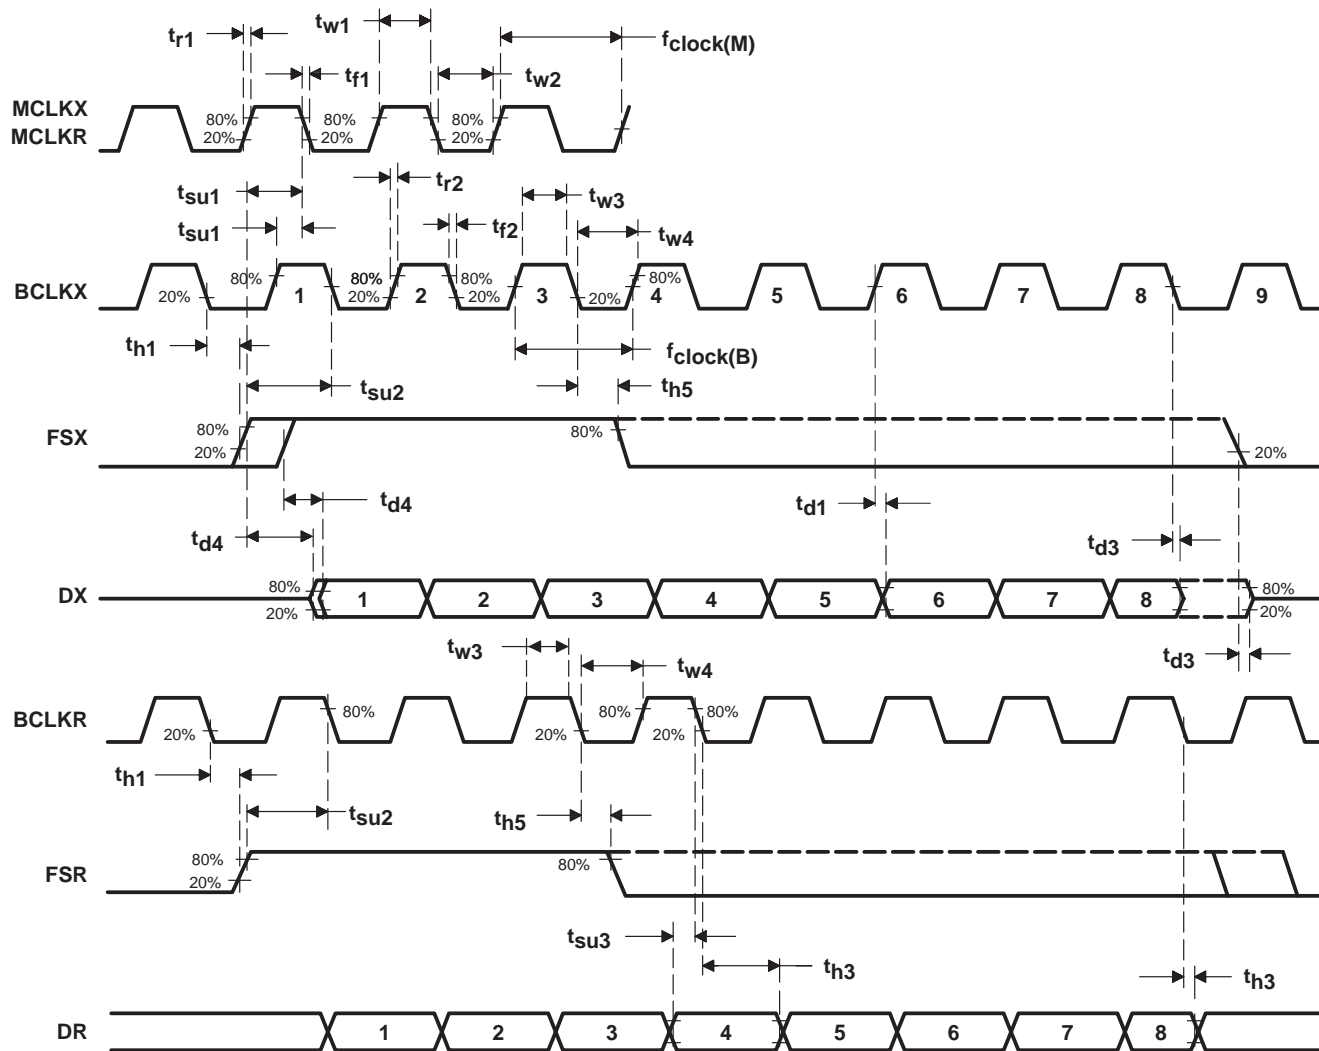 tr1
tw1
fclock(M)
tf1
tw2
MCLKX
MCLKR
80%
20%
80%
20%
80%
20%
80%
20%
tsu1
tr2
tw3
tsu1
tf2
tw4
BCLKX
20%
80%
1
80%
20%
2
80%
20%
3
20%
80%
4
5
6
7
8
9
th1
fclock(B)
tsu2
th5
FSX
80%
20%
80%
20%
td4
td1
td4
td3
DX
80%
20%
1
2
3
4
5
6
7
8
80%
20%
tw3
tw4
td3
BCLKR
20%
80%
20%
80%
20%
80%
th1
tsu2
th5
FSR
80%
20%
80%
tsu3
th3
th3
DR
1
2
3
4
5
6
7
8